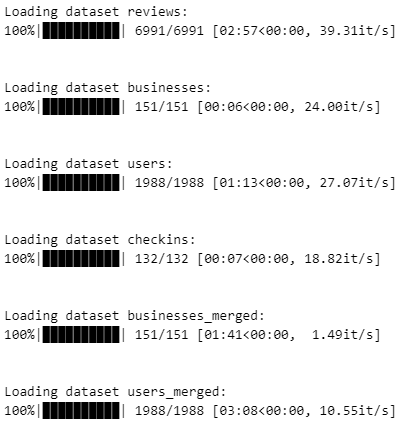 Loading dataset reviews:
100%|██████████| 6991/6991 [02:57<00:00, 39.31it/s]
Loading dataset businesses:
100%|██████████| 151/151 [00:06<00:00, 24.00it/s]
Loading dataset users:
100%|██████████| 1988/1988 [01:13<00:00, 27.07it/s]
Loading dataset checkins:
100%|██████████| 132/132 [00:07<00:00, 18.82it/s]
Loading dataset businesses_merged:
100%|██████████| 151/151 [01:41<00:00,  1.49it/s]
Loading dataset users_merged:
100%|██████████| 1988/1988 [03:08<00:00, 10.55it/s]